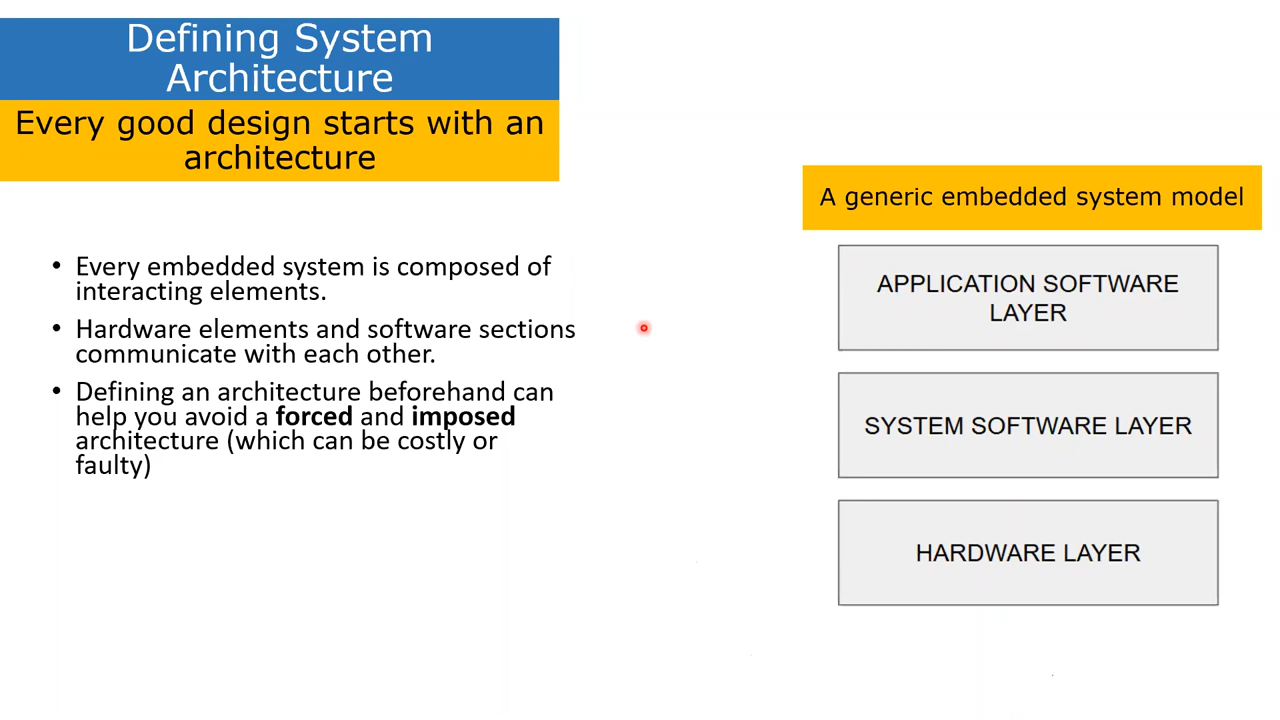 Defining System
Architecture
Every good design starts with an
architecture
• Every embedded system is composed of
interacting elements.
• Hardware elements and software sections
communicate with each other.
• Defining an architecture beforehand can
help you avoid a forced and imposed
architecture (which can be costly or
faulty)
A generic embedded system model
APPLICATION SOFTWARE
LAYER
SYSTEM SOFTWARE LAYER
HARDWARE LAYER